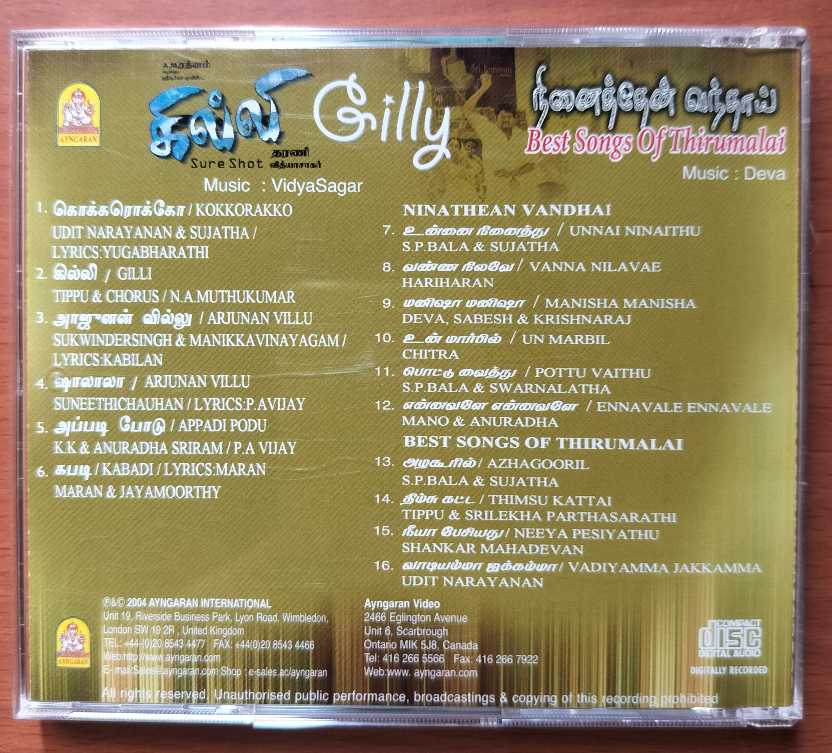 AYNGARAN
கில்லி
Gilly
நினைத்தேன் வந்தாய்
Sure Shot
தரணி
வித்யாசாகர்
Best Songs Of Thirumalai
Music : VidyaSagar
Music : Deva
1. கொக்கரொக்கோ / KOKKORAKKO
UDIT NARAYANAN & SUJATHA /
LYRICS:YUGABHARATHI
2. கில்லி / GILLI
TIPPU & CHORUS / N.A.MUTHUKUMAR
3. அரஜுனன் வில்லு / ARJUNAN VILLU
SUKWINDERSINGH & MANIKKAVINAYAGAM /
LYRICS:KABILAN
4. ஷாலாலா / ARJUNAN VILLU
SUNEETHICHAUHAN / LYRICS:P.AVIJAY
5. அப்படி போடு / APPADI PODU
K.K & ANURADHA SRIRAM / P.A VIJAY
6. கபடி / KABADI / LYRICS:MARAN
MARAN & JAYAMOORTHY
NINATHEAN VANDHAI
7. உன்னை நினைந்து / UNNAI NINAITHU
S.P.BALA & SUJATHA
8. வண்ண நிலவே / VANNA NILAVAE
HARIHARAN
9. மனிஷா மனிஷா / MANISHA MANISHA
DEVA, SABESH & KRISHNARAJ
10. உன் மார்பில் / UN MARBIL
CHITRA
11. பொட்டு வைத்து / POTTU VAITHU
S.P.BALA & SWARNALATHA
12. என்னவளே என்னவளே / ENNAVALE ENNAVALE
MANO & ANURADHA
BEST SONGS OF THIRUMALAI
13. அழகூரில் / AZHAGOORIL
S.P.BALA & SUJATHA
14. திம்சு கட்ட / THIMSU KATTAI
TIPPU & SRILEKHA PARTHASARATHI
15. நீயா பேசியது / NEEYA PESIYATHU
SHANKAR MAHADEVAN
16. வாடியம்மா ஜக்கம்மா / VADIYAMMA JAKKAMMA
UDIT NARAYANAN
AYNGARAN
℗&© 2004 AYNGARAN INTERNATIONAL
Unit 19, Riverside Business Park, Lyon Road, Wimbledon,
London SW 19 2R , United Kingdom
TEL: +44-(0)20 8543 4477 FAX: +44(0)20 8543 4466
Web:http://www.ayngaran.com
E- mail:Sales@ayngaran.com Shop : e-sales.ac/ayngaran
Ayngaran Video
2466 Eglington Avenue
Unit 6, Scarbrough
Ontario MIK 5J8, Canada
Tel: 416 266 5566 Fax: 416 266 7922
Web:www. ayngaran.com
COMPACT
disc
DIGITAL AUDIO
DIGITALLY RECORDED
All rights reserved. Unauthorised public performance, broadcastings & copying of this recording prohibited